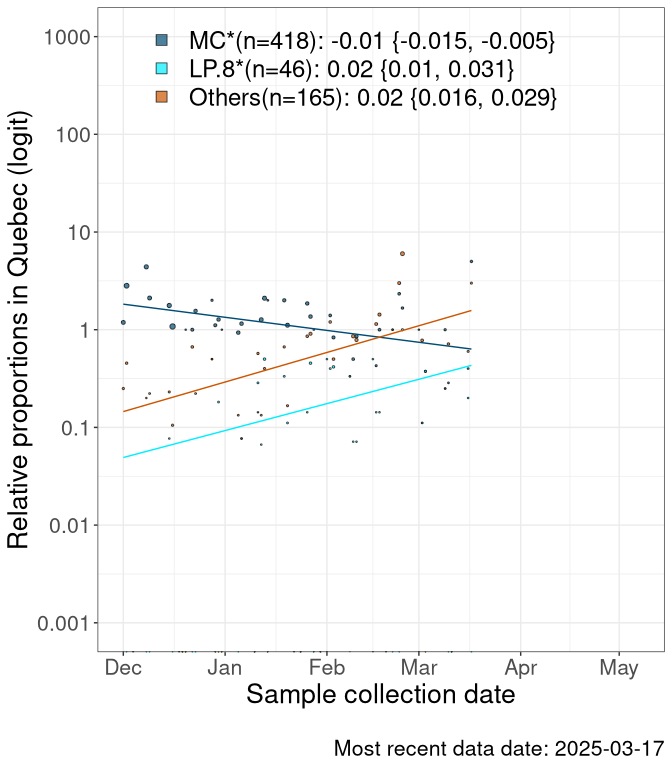 MC*(n=418): -0.01 {-0.015, -0.005}
LP.8*(n=46): 0.02 {0.01, 0.031}
Others(n=165): 0.02 {0.016, 0.029}
Relative proportions in Quebec (logit)
1000
100
10
1
0.1
0.01
0.001
Dec Jan Feb Mar Apr May
Sample collection date
Most recent data date: 2025-03-17